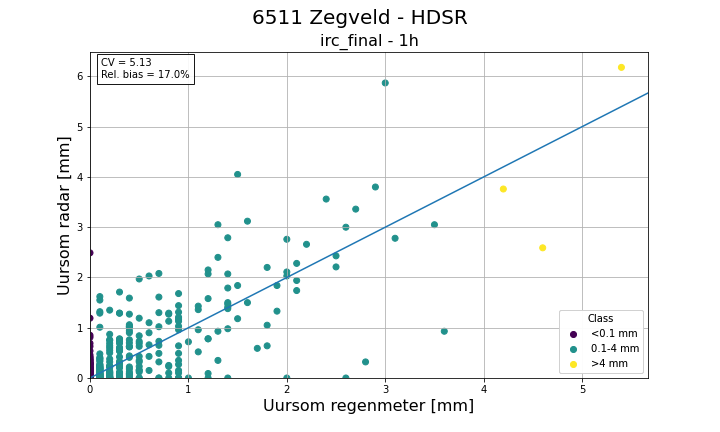 6511 Zegveld - HDSR
irc_final - 1h
CV = 5.13
Rel. bias = 17.0%
Uursom radar [mm]
6
5
4
3
2
1
0
0
1
2
3
4
5
Uursom regenmeter [mm]
Class
<0.1 mm
0.1-4 mm
>4 mm